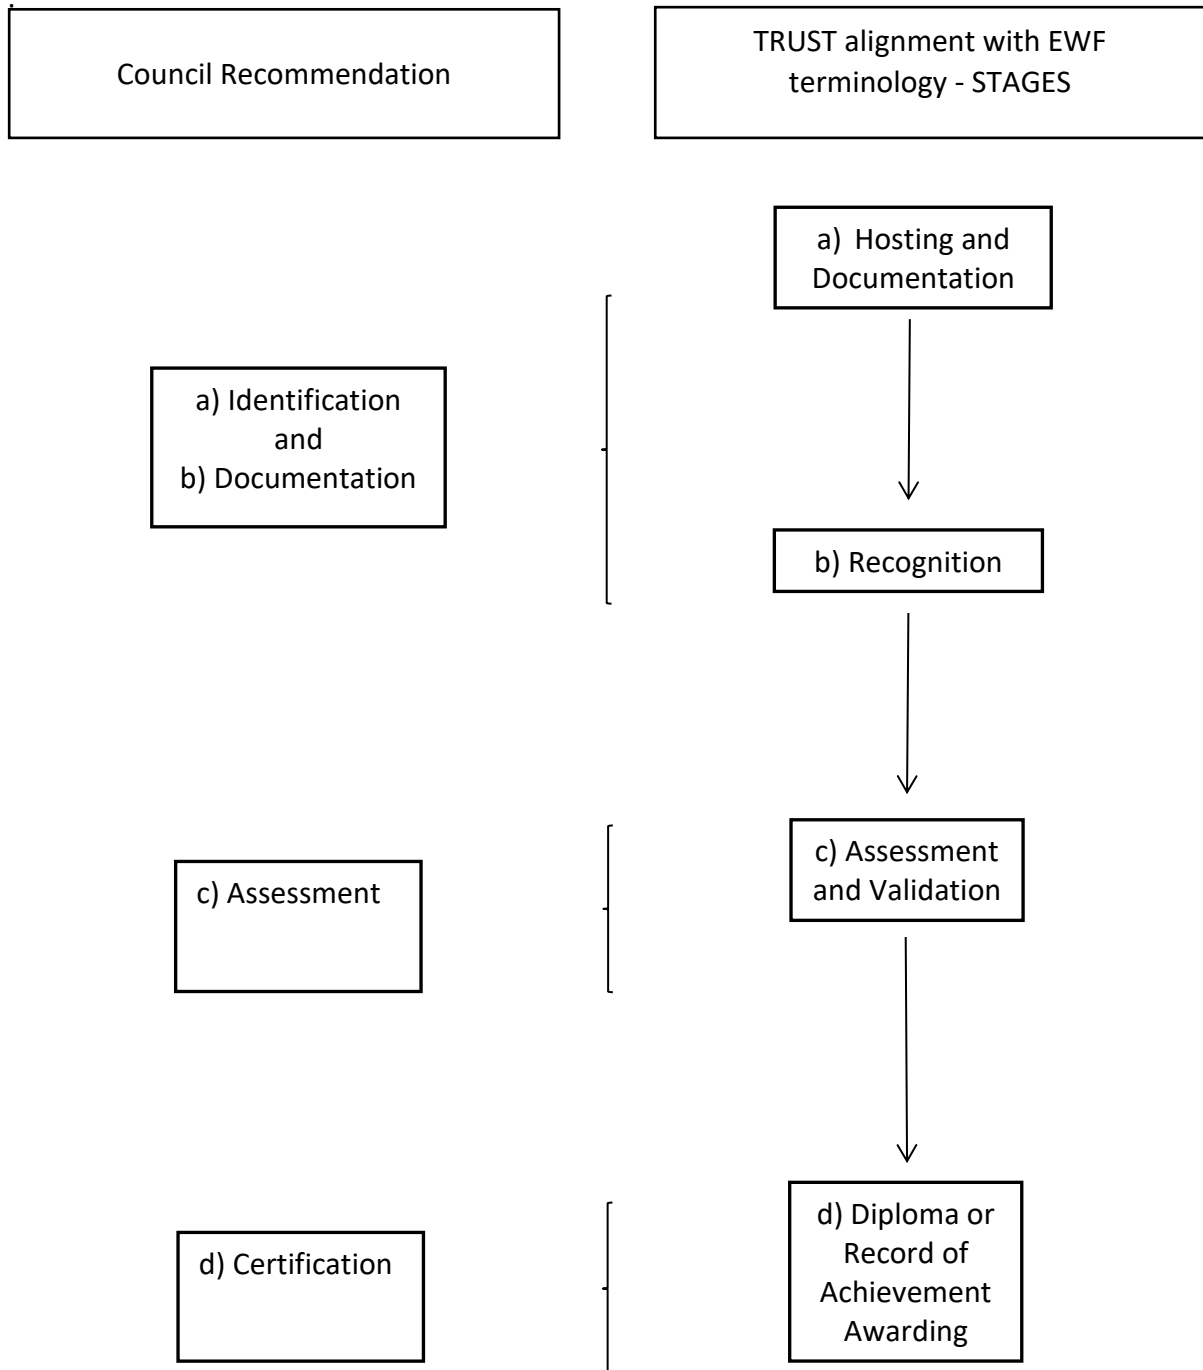 Council Recommendation
TRUST alignment with EWF
terminology - STAGES
a) Hosting and
Documentation
a) Identification
and
b) Documentation
b) Recognition
c) Assessment
c) Assessment
and Validation
d) Certification
d) Diploma or
Record of
Achievement
Awarding